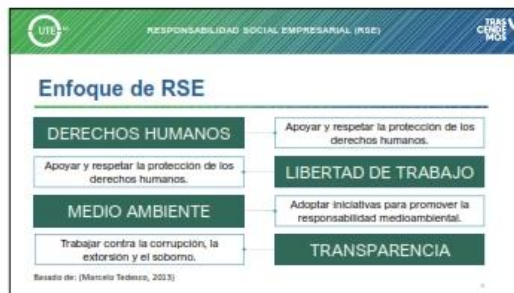 UTE
RESPONSABILIDAD SOCIAL EMPRESARIAL (RSE)
TRAS
CENDE
MOS
Enfoque de RSE
DERECHOS HUMANOS
Apoyar y respetar la protección de los
derechos humanos.
Apoyar y respetar la protección de los
derechos humanos.
LIBERTAD DE TRABAJO
MEDIO AMBIENTE
Adoptar iniciativas para promover la
responsabilidad medioambiental.
Trabajar contra la corrupción, la
extorsión y el soborno.
TRANSPARENCIA
Basado de: (Marcelo Tedesco, 2013)